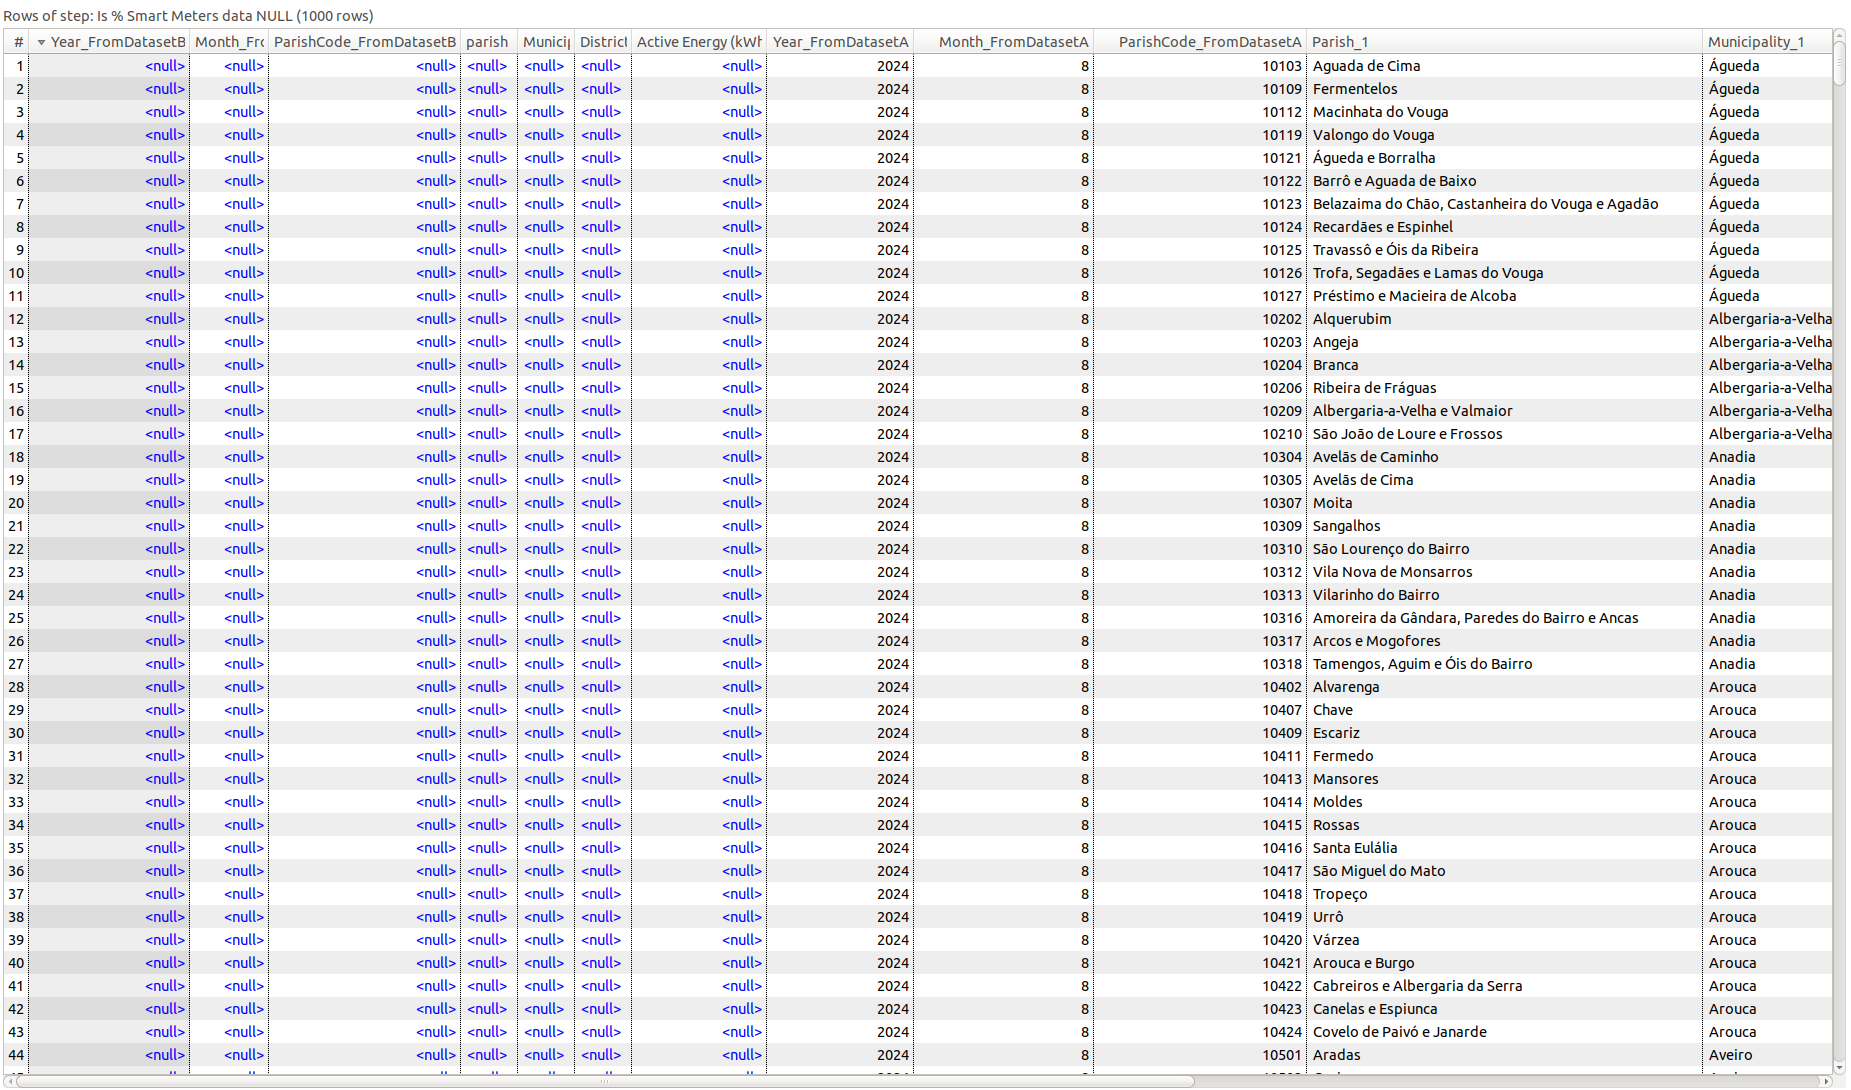 Rows of step: Is % Smart Meters data NULL (1000 rows)
# Year_FromDatasetB Month_Fro ParishCode_FromDatasetB parish Municip District Active Energy (kWh Year_FromDatasetA Month_FromDatasetA ParishCode_FromDatasetA Parish_1 Municipality_1
1 <null> <null> <null> <null> <null> <null> <null> 2024 8 10103 Aguada de Cima Águeda
2 <null> <null> <null> <null> <null> <null> <null> 2024 8 10109 Fermentelos Águeda
3 <null> <null> <null> <null> <null> <null> <null> 2024 8 10112 Macinhata do Vouga Águeda
4 <null> <null> <null> <null> <null> <null> <null> 2024 8 10119 Valongo do Vouga Águeda
5 <null> <null> <null> <null> <null> <null> <null> 2024 8 10121 Águeda e Borralha Águeda
6 <null> <null> <null> <null> <null> <null> <null> 2024 8 10122 Barrô e Aguada de Baixo Águeda
7 <null> <null> <null> <null> <null> <null> <null> 2024 8 10123 Belazaima do Chão, Castanheira do Vouga e Agadão Águeda
8 <null> <null> <null> <null> <null> <null> <null> 2024 8 10124 Recardães e Espinhel Águeda
9 <null> <null> <null> <null> <null> <null> <null> 2024 8 10125 Travassô e Óis da Ribeira Águeda
10 <null> <null> <null> <null> <null> <null> <null> 2024 8 10126 Trofa, Segadães e Lamas do Vouga Águeda
11 <null> <null> <null> <null> <null> <null> <null> 2024 8 10127 Préstimo e Macieira de Alcoba Águeda
12 <null> <null> <null> <null> <null> <null> <null> 2024 8 10202 Alquerubim Albergaria-a-Velha
13 <null> <null> <null> <null> <null> <null> <null> 2024 8 10203 Angeja Albergaria-a-Velha
14 <null> <null> <null> <null> <null> <null> <null> 2024 8 10204 Branca Albergaria-a-Velha
15 <null> <null> <null> <null> <null> <null> <null> 2024 8 10206 Ribeira de Fráguas Albergaria-a-Velha
16 <null> <null> <null> <null> <null> <null> <null> 2024 8 10209 Albergaria-a-Velha e Valmaior Albergaria-a-Velha
17 <null> <null> <null> <null> <null> <null> <null> 2024 8 10210 São João de Loure e Frossos Albergaria-a-Velha
18 <null> <null> <null> <null> <null> <null> <null> 2024 8 10304 Avelãs de Caminho Anadia
19 <null> <null> <null> <null> <null> <null> <null> 2024 8 10305 Avelãs de Cima Anadia
20 <null> <null> <null> <null> <null> <null> <null> 2024 8 10307 Moita Anadia
21 <null> <null> <null> <null> <null> <null> <null> 2024 8 10309 Sangalhos Anadia
22 <null> <null> <null> <null> <null> <null> <null> 2024 8 10310 São Lourenço do Bairro Anadia
23 <null> <null> <null> <null> <null> <null> <null> 2024 8 10312 Vila Nova de Monsarros Anadia
24 <null> <null> <null> <null> <null> <null> <null> 2024 8 10313 Vilarinho do Bairro Anadia
25 <null> <null> <null> <null> <null> <null> <null> 2024 8 10316 Amoreira da Gândara, Paredes do Bairro e Ancas Anadia
26 <null> <null> <null> <null> <null> <null> <null> 2024 8 10317 Arcos e Mogofores Anadia
27 <null> <null> <null> <null> <null> <null> <null> 2024 8 10318 Tamengos, Aguim e Óis do Bairro Anadia
28 <null> <null> <null> <null> <null> <null> <null> 2024 8 10402 Alvarenga Arouca
29 <null> <null> <null> <null> <null> <null> <null> 2024 8 10407 Chave Arouca
30 <null> <null> <null> <null> <null> <null> <null> 2024 8 10409 Escariz Arouca
31 <null> <null> <null> <null> <null> <null> <null> 2024 8 10411 Fermedo Arouca
32 <null> <null> <null> <null> <null> <null> <null> 2024 8 10413 Mansores Arouca
33 <null> <null> <null> <null> <null> <null> <null> 2024 8 10414 Moldes Arouca
34 <null> <null> <null> <null> <null> <null> <null> 2024 8 10415 Rossas Arouca
35 <null> <null> <null> <null> <null> <null> <null> 2024 8 10416 Santa Eulália Arouca
36 <null> <null> <null> <null> <null> <null> <null> 2024 8 10417 São Miguel do Mato Arouca
37 <null> <null> <null> <null> <null> <null> <null> 2024 8 10418 Tropeço Arouca
38 <null> <null> <null> <null> <null> <null> <null> 2024 8 10419 Urrô Arouca
39 <null> <null> <null> <null> <null> <null> <null> 2024 8 10420 Várzea Arouca
40 <null> <null> <null> <null> <null> <null> <null> 2024 8 10421 Arouca e Burgo Arouca
41 <null> <null> <null> <null> <null> <null> <null> 2024 8 10422 Cabreiros e Albergaria da Serra Arouca
42 <null> <null> <null> <null> <null> <null> <null> 2024 8 10423 Canelas e Espiunca Arouca
43 <null> <null> <null> <null> <null> <null> <null> 2024 8 10424 Covelo de Paivó e Janarde Arouca
44 <null> <null> <null> <null> <null> <null> <null> 2024 8 10501 Aradas Aveiro